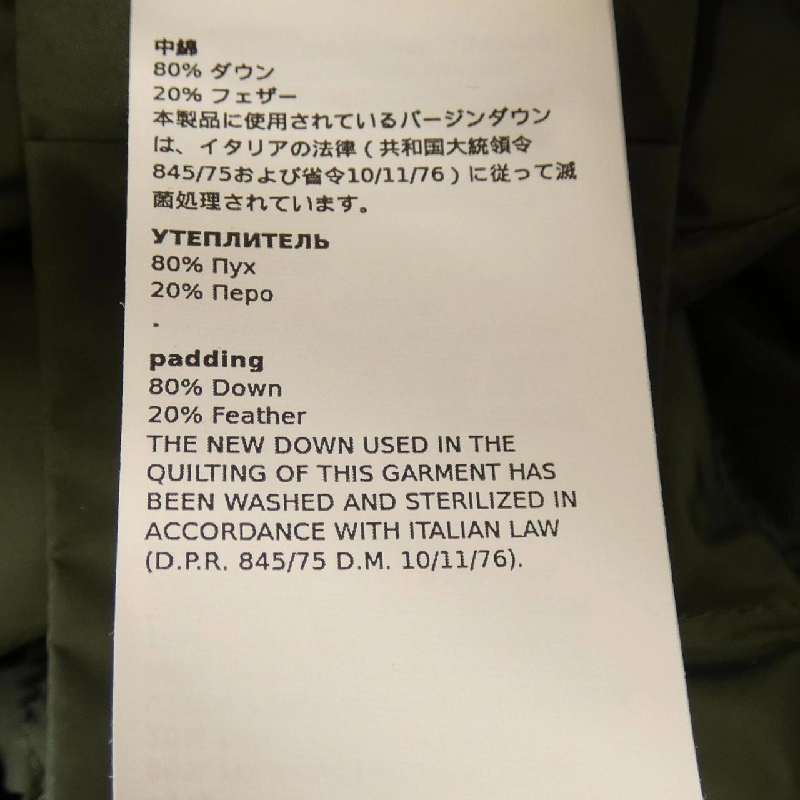 中綿
80% ダウン
20% フェザー
本製品に使用されているバージンダウン
は、イタリアの法律（共和国大統領令
845/75および省令10/11/76）に従って滅
菌処理されています。
УТЕПЛИТЕЛЬ
80% Пух
20% Перо
.
padding
80% Down
20% Feather
THE NEW DOWN USED IN THE
QUILTING OF THIS GARMENT HAS
BEEN WASHED AND STERILIZED IN
ACCORDANCE WITH ITALIAN LAW
(D.P.R. 845/75 D.M. 10/11/76).